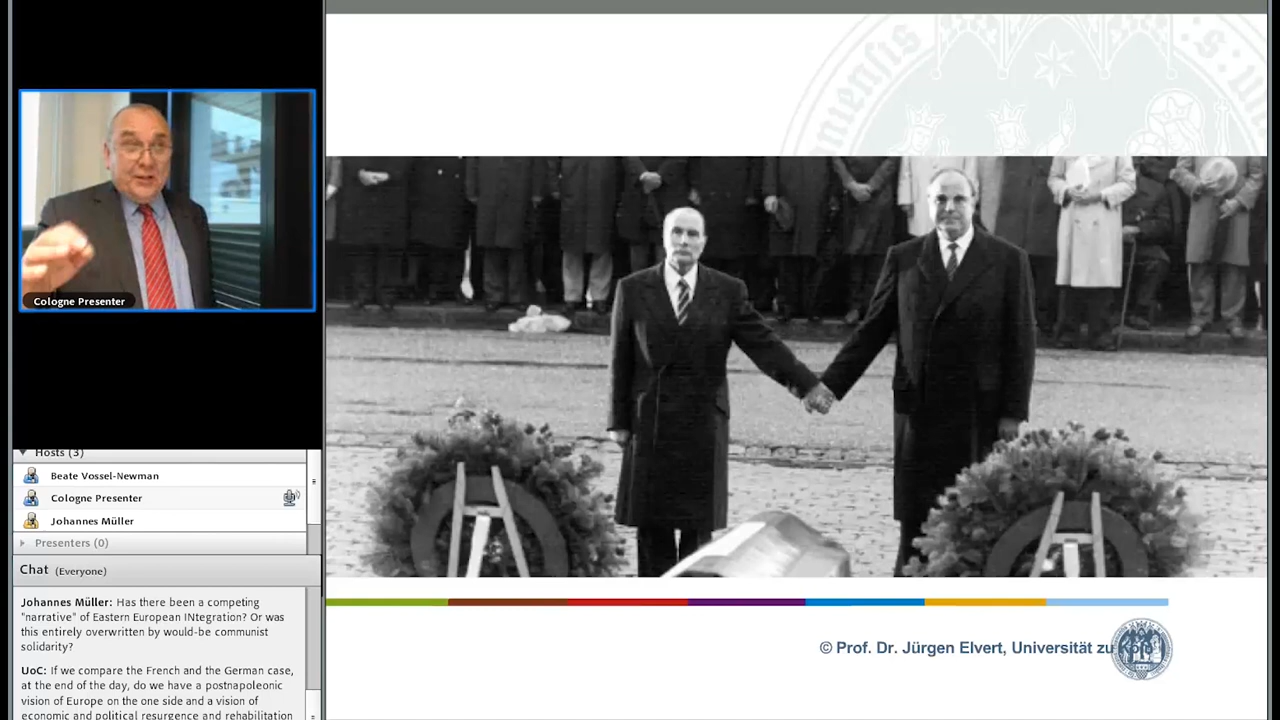 Cologne Presenter
Hosts (3)
Beate Vossel-Newman
Cologne Presenter
Johannes Müller
Presenters (0)
Chat (Everyone)
Johannes Müller: Has there been a competing
"narrative" of Eastern European INtegration? Or was
this entirely overwritten by would-be communist
solidarity?
UoC: If we compare the French and the German case,
at the end of the day, do we have a postnapoleonic
vision of Europe on the one side and a vision of
economic and political resurgence and rehabilitation
© Prof. Dr. Jürgen Elvert, Universität zu